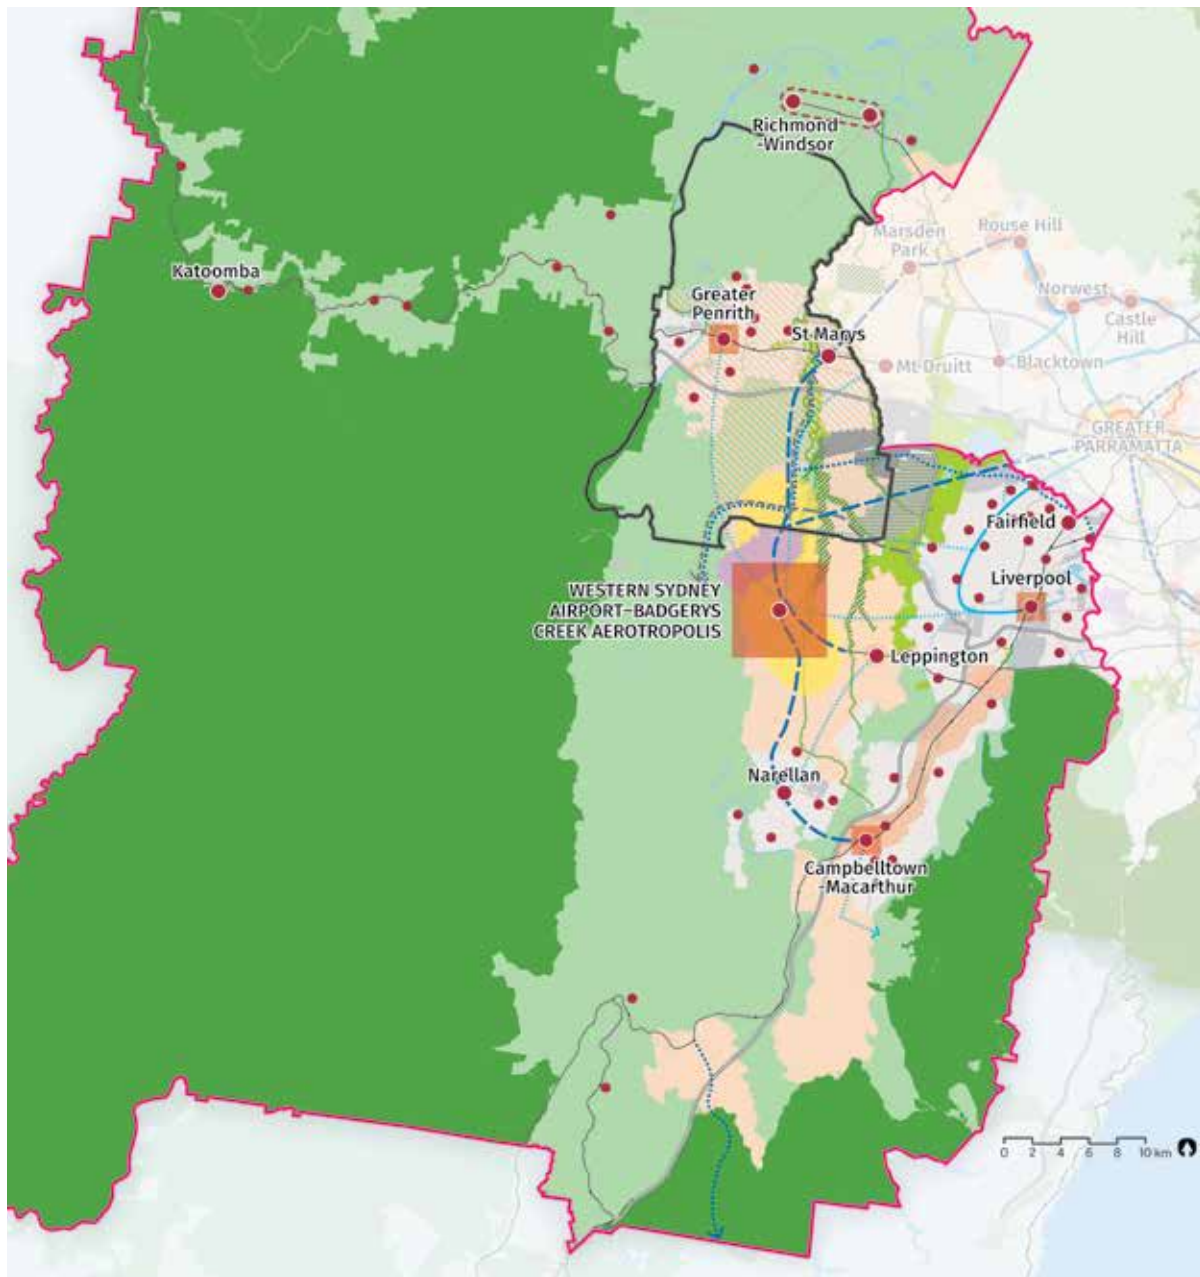 Richmond
-Windsor
Marsden
Park
Rouse Hill
Katoomba
Norwest
Greater
Penrith
Castle
Hill
St Marys
Mt Druitt
Blacktown
GREATER
PARRAMATTA
Fairfield
Liverpool
WESTERN SYDNEY
AIRPORT–BADGERYS
CREEK AEROTROPOLIS
Leppington
Narellan
Campbelltown
-Macarthur
0 2 4 6 8 10 km